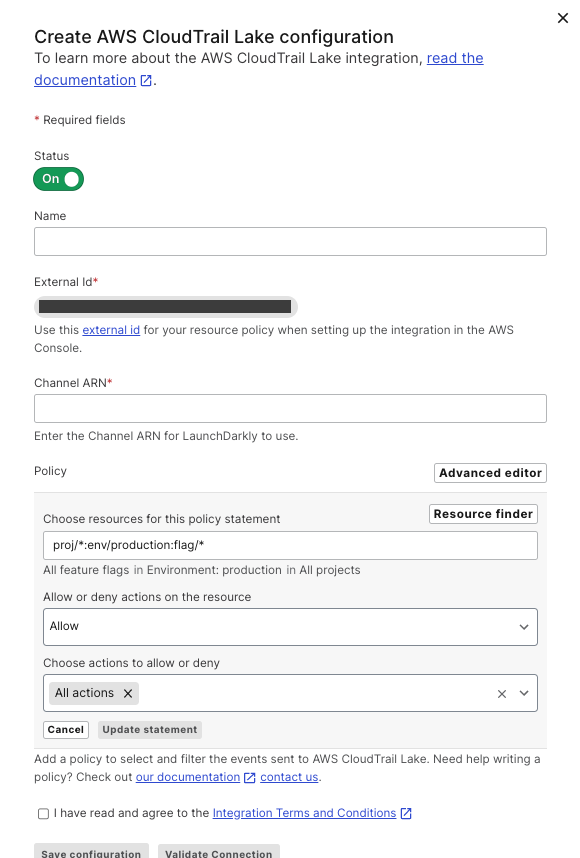 Create AWS CloudTrail Lake configuration
To learn more about the AWS CloudTrail Lake integration, read the
documentation.
* Required fields
Status
On
Name
External Id*
Use this external id for your resource policy when setting up the integration in the AWS
Console.
Channel ARN*
Enter the Channel ARN for LaunchDarkly to use.
Policy
Advanced editor
Choose resources for this policy statement
Resource finder
proj/*:env/production:flag/*
All feature flags in Environment: production in All projects
Allow or deny actions on the resource
Allow
Choose actions to allow or deny
All actions
Cancel Update statement
Add a policy to select and filter the events sent to AWS CloudTrail Lake. Need help writing a
policy? Check out our documentation contact us.
I have read and agree to the Integration Terms and Conditions
Save configuration Validate Connection